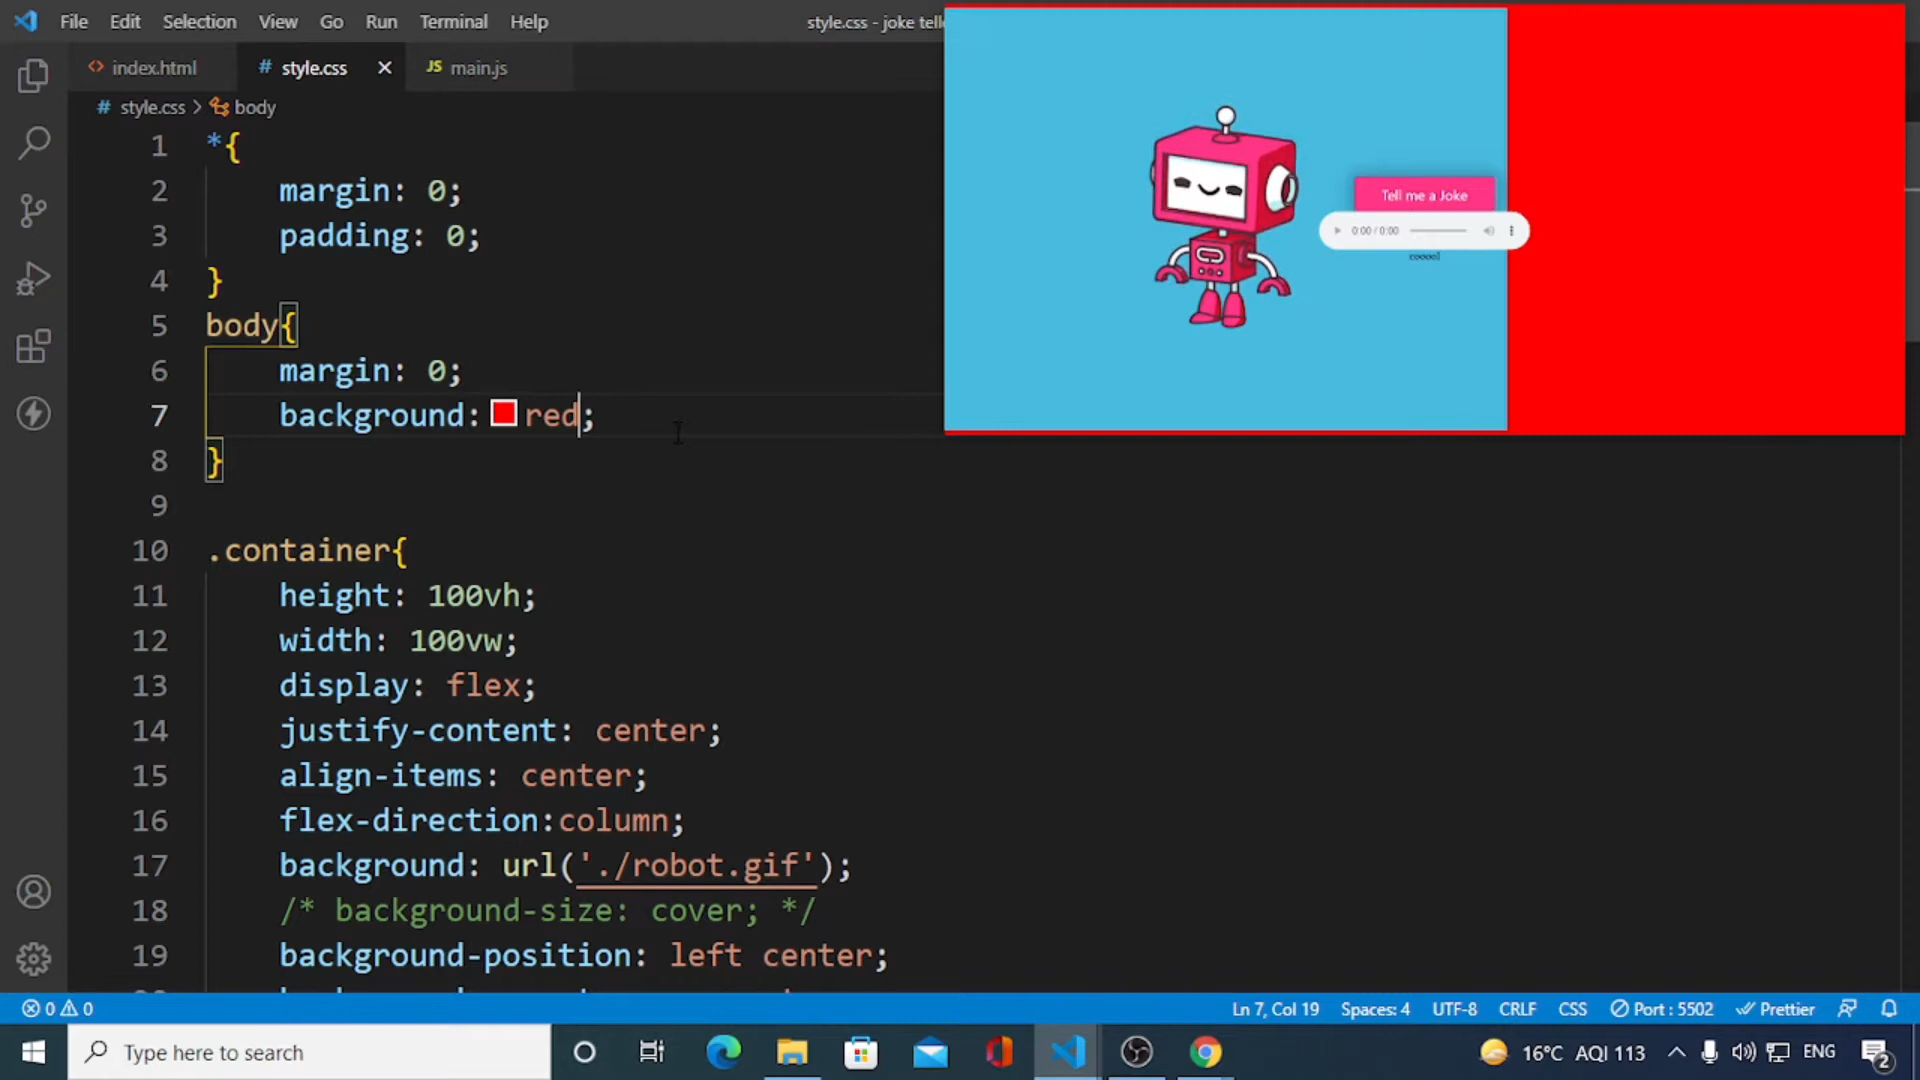 File Edit Selection View Go Run Terminal Help style.css - joke tell
index.html # style.css JS main.js
# style.css > body
1 *{
2 margin: 0;
3 padding: 0;
4 }
5 body{
6 margin: 0;
7 background: red;
8 }
9
10 .container{
11 height: 100vh;
12 width: 100vw;
13 display: flex;
14 justify-content: center;
15 align-items: center;
16 flex-direction:column;
17 background: url('./robot.gif');
18 /* background-size: cover; */
19 background-position: left center;
Tell me a Joke
0:00 / 0:00
cooool
0 0 Ln 7, Col 19 Spaces: 4 UTF-8 CRLF CSS Port : 5502 Prettier
Type here to search 16°C AQI 113 ENG 2